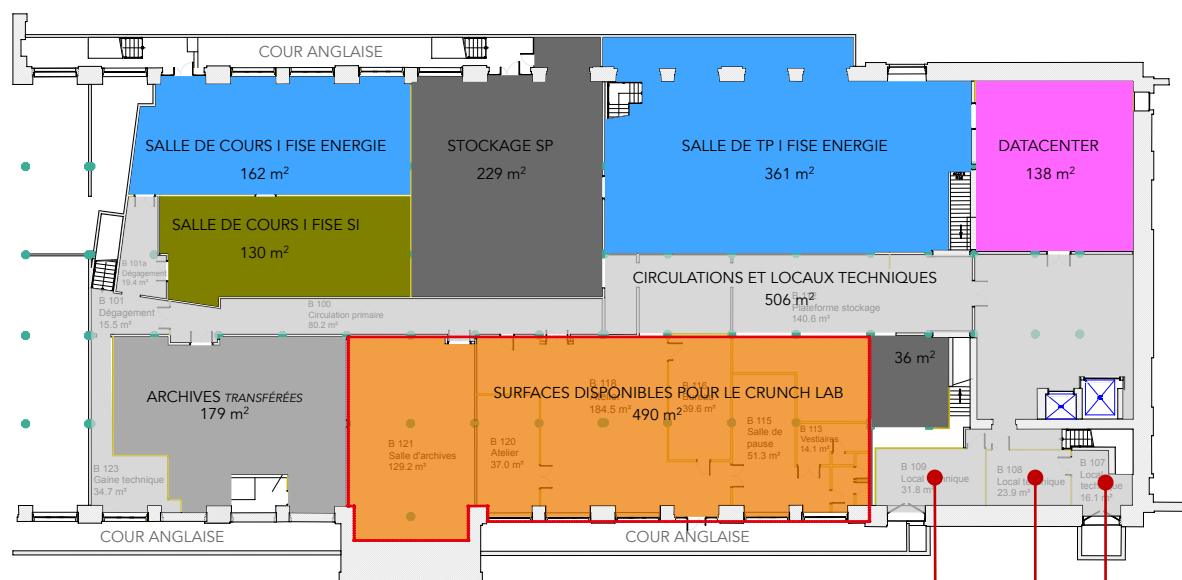 COUR ANGLAISE
SALLE DE COURS I FISE ENERGIE
162 m²
STOCKAGE SP
229 m²
SALLE DE TP I FISE ENERGIE
361 m²
DATACENTER
138 m²
SALLE DE COURS I FISE SI
130 m²
B 101a
Dégagement
19.4 m²
B 101
Dégagement
15.5 m²
B 100
Circulation primaire
80.2 m²
CIRCULATIONS ET LOCAUX TECHNIQUES
506 m²
Plateforme stockage
140.6 m²
36 m²
ARCHIVES TRANSFÉRÉES
179 m²
SURFACES DISPONIBLES POUR LE CRUNCH LAB
490 m²
B 118
Atelier
184.5 m²
B 116
39.6 m²
B 115
Salle de
pause
51.3 m²
B 113
Vestiaires
14.1 m²
B 121
Salle d'archives
129.2 m²
B 120
Atelier
37.0 m²
B 123
Gaine technique
34.7 m²
B 109
Local technique
31.8 m²
B 108
Local technique
23.9 m²
B 107
Local
technique
16.1 m²
COUR ANGLAISE
COUR ANGLAISE